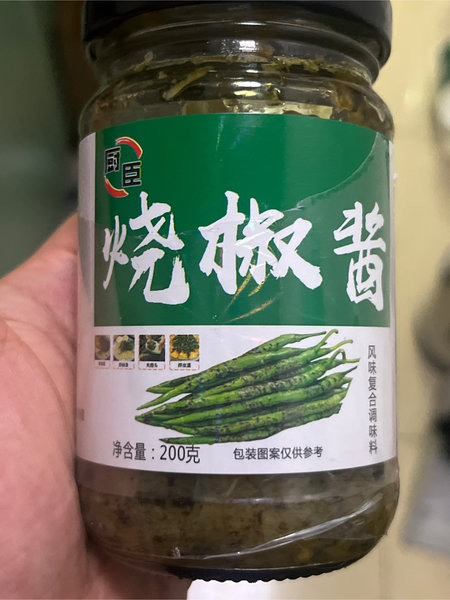 厨臣
烧椒酱
风味复合调味料
净含量：200克
包装图案仅供参考